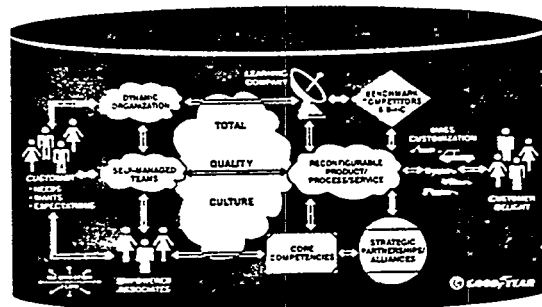 LEARNING
COMPANY
DYNAMIC
ORGANIZATION
BENCHMARK
COMPETITORS
TOTAL
MASS
CUSTOMIZATION
QUALITY
SELF-MANAGED
TEAMS
RECONFIGURABLE
PRODUCT/
PROCESS/SERVICE
CUSTOMER
• NEEDS
• WANTS
• EXPECTATIONS
CUSTOMER
DELIGHT
CULTURE
CORE
COMPETENCIES
STRATEGIC
PARTNERSHIPS/
ALLIANCES
EMPOWERED
ASSOCIATES
GOODYEAR